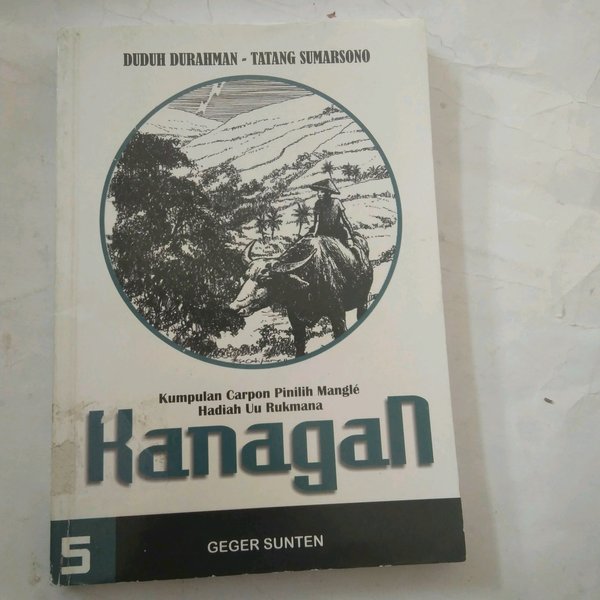 DUDUH DURAHMAN - TATANG SUMARSONO
Kumpulan Carpon Pinilih Manglé
Hadiah Uu Rukmana
Kanagan
5
GEGER SUNTEN